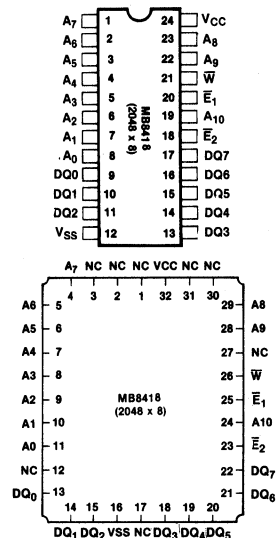 A₇ 1 24 VCC
A₆ 2 23 A₈
A₅ 3 22 A₉
A₄ 4 21 W̅
A₃ 5 20 E̅₁
A₂ 6 19 A₁₀
A₁ 7 18 E̅₂
A₀ 8 17 DQ7
DQ0 9 16 DQ6
DQ1 10 15 DQ5
DQ2 11 14 DQ4
VSS 12 13 DQ3
MB8418
(2048 x 8)
A₇ NC NC NC VCC NC NC
4 3 2 1 32 31 30
A6 5 29 A8
A5 6 28 A9
A4 7 27 NC
A3 8 26 W̅
A2 9 25 E̅₁
A1 10 24 A10
A0 11 23 E̅₂
NC 12 22 DQ₇
DQ₀ 13 21 DQ₆
MB8418
(2048 x 8)
14 15 16 17 18 19 20
DQ₁ DQ₂ VSS NC DQ₃ DQ₄ DQ₅